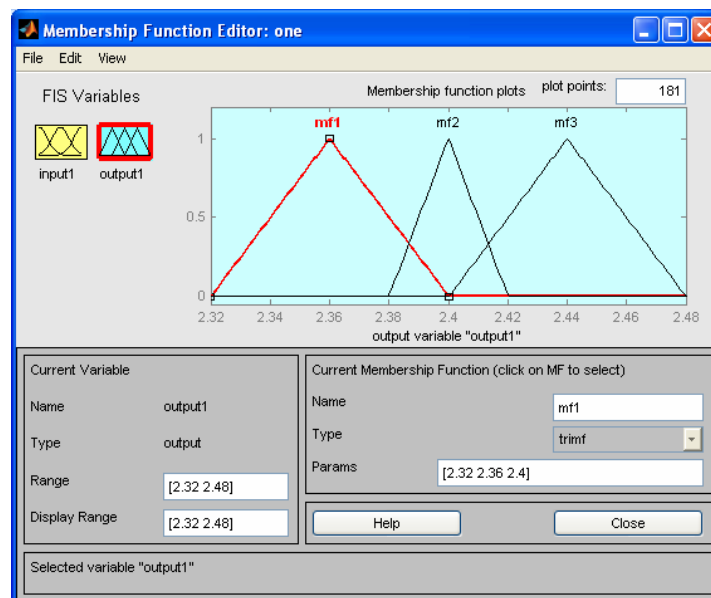 Membership Function Editor: one
File Edit View
FIS Variables
Membership function plots plot points: 181
mf1 mf2 mf3
input1 output1
1
0.5
0
2.32 2.34 2.36 2.38 2.4 2.42 2.44 2.46 2.48
output variable "output1"
Current Variable
Name output1
Type output
Range [2.32 2.48]
Display Range [2.32 2.48]
Current Membership Function (click on MF to select)
Name mf1
Type trimf
Params [2.32 2.36 2.4]
Help Close
Selected variable "output1"